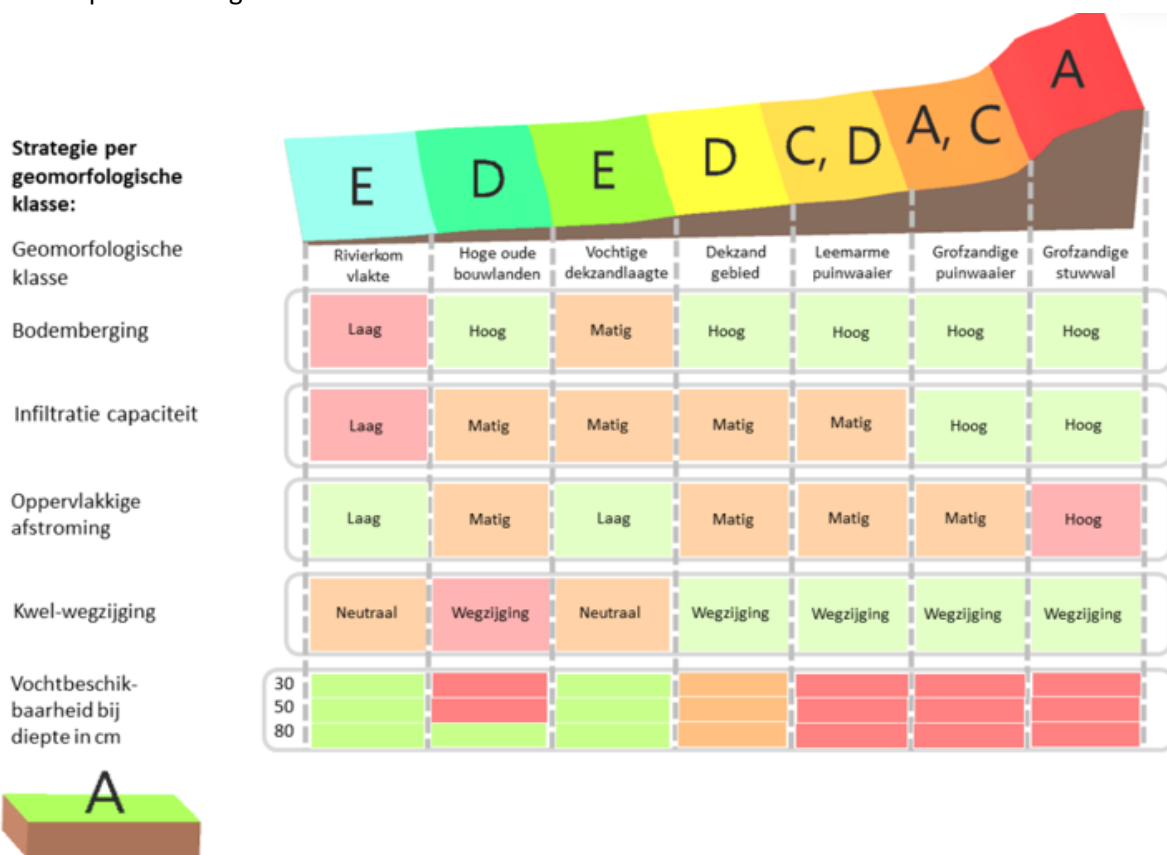 E
D
E
D
C, D
A, C
A
Strategie per
geomorfologische
klasse:
Geomorfologische
klasse
Rivierkom
vlakte
Hoge oude
bouwlanden
Vochtige
dekzandlaagte
Dekzand
gebied
Leemarme
puinwaaier
Grofzandige
puinwaaier
Grofzandige
stuwwal
Bodemberging
Laag
Hoog
Matig
Hoog
Hoog
Hoog
Hoog
Infiltratie capaciteit
Laag
Matig
Matig
Matig
Matig
Hoog
Hoog
Oppervlakkige
afstroming
Laag
Matig
Laag
Matig
Matig
Matig
Hoog
Kwel-wegzijging
Neutraal
Wegzijging
Neutraal
Wegzijging
Wegzijging
Wegzijging
Wegzijging
Vochtbeschik-
baarheid bij
diepte in cm
30
50
80
A